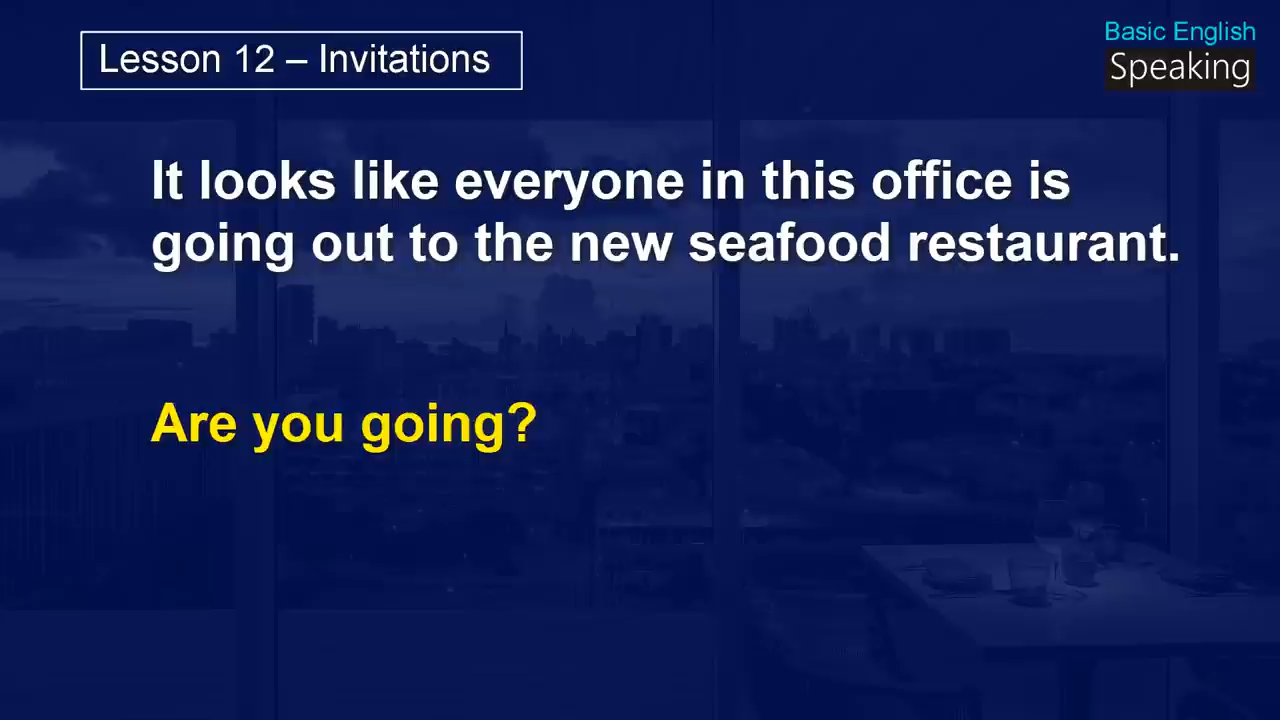 Lesson 12 – Invitations
Basic English
Speaking
It looks like everyone in this office is
going out to the new seafood restaurant.
Are you going?